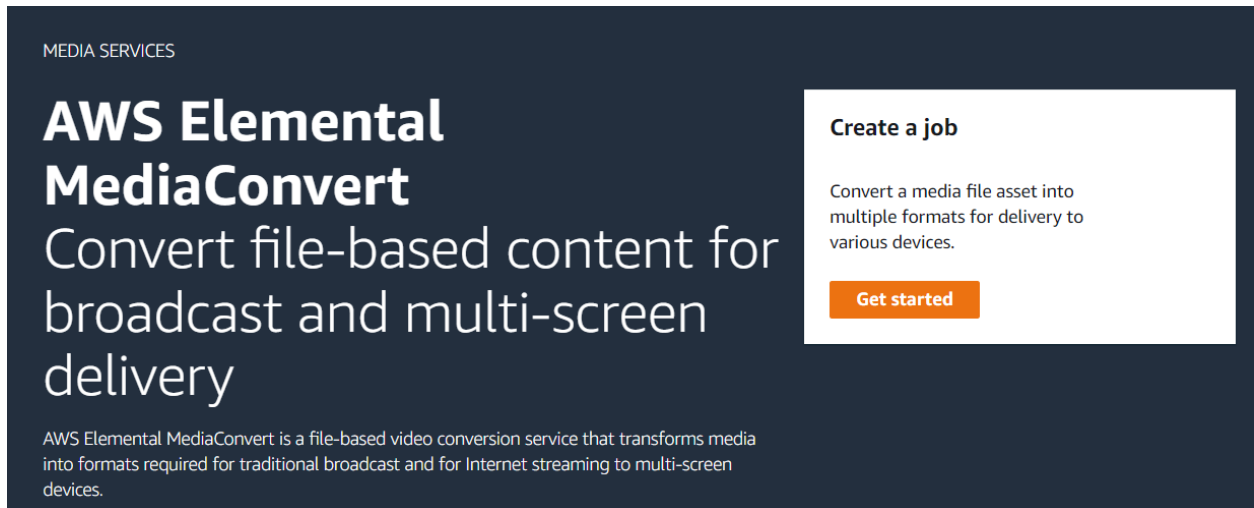 MEDIA SERVICES
AWS Elemental
MediaConvert
Convert file-based content for
broadcast and multi-screen
delivery
AWS Elemental MediaConvert is a file-based video conversion service that transforms media
into formats required for traditional broadcast and for Internet streaming to multi-screen
devices.
Create a job
Convert a media file asset into
multiple formats for delivery to
various devices.
Get started